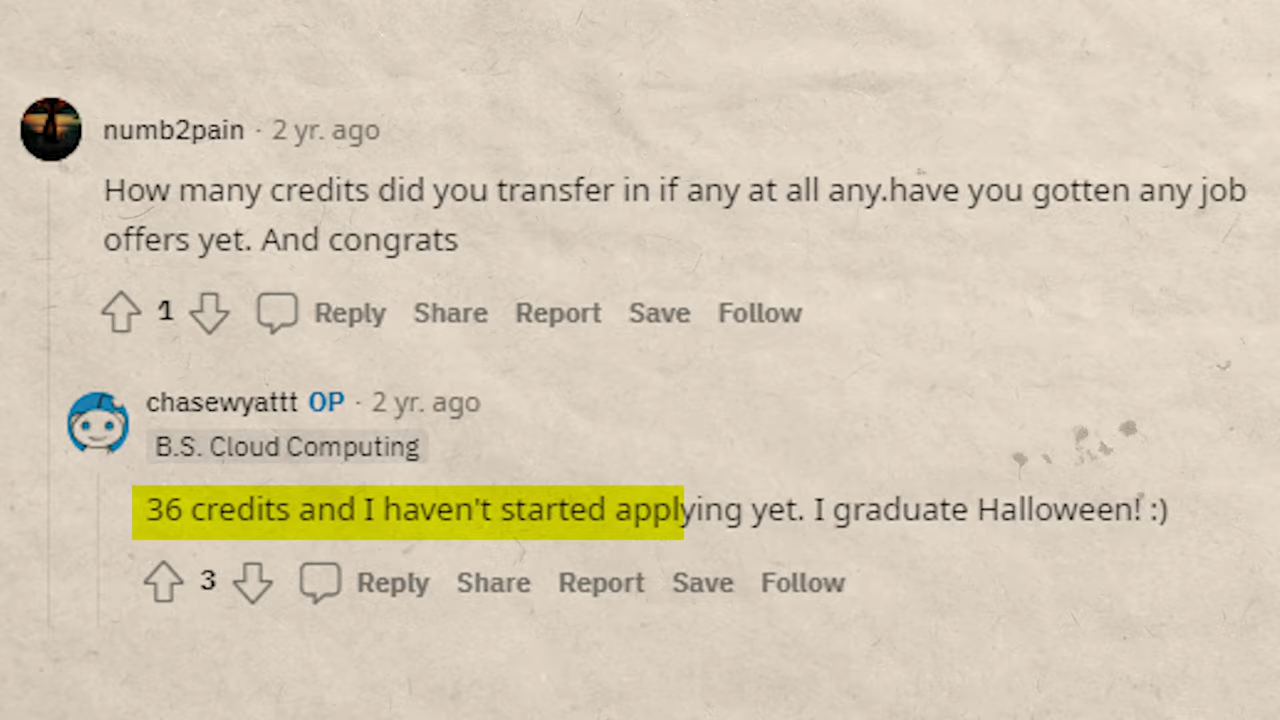 numb2pain · 2 yr. ago
How many credits did you transfer in if any at all any.have you gotten any job
offers yet. And congrats
1 Reply Share Report Save Follow
chasewyattt OP · 2 yr. ago
B.S. Cloud Computing
36 credits and I haven't started applying yet. I graduate Halloween! :)
3 Reply Share Report Save Follow